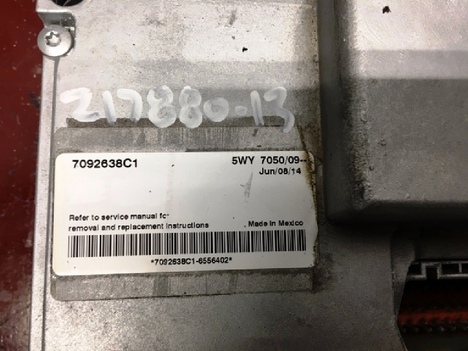 217880-13
7092638C1 5WY 7050/09--
Jun/08/14
Refer to service manual for
removal and replacement instructions , Made in Mexico
*7092638C1-6556402*